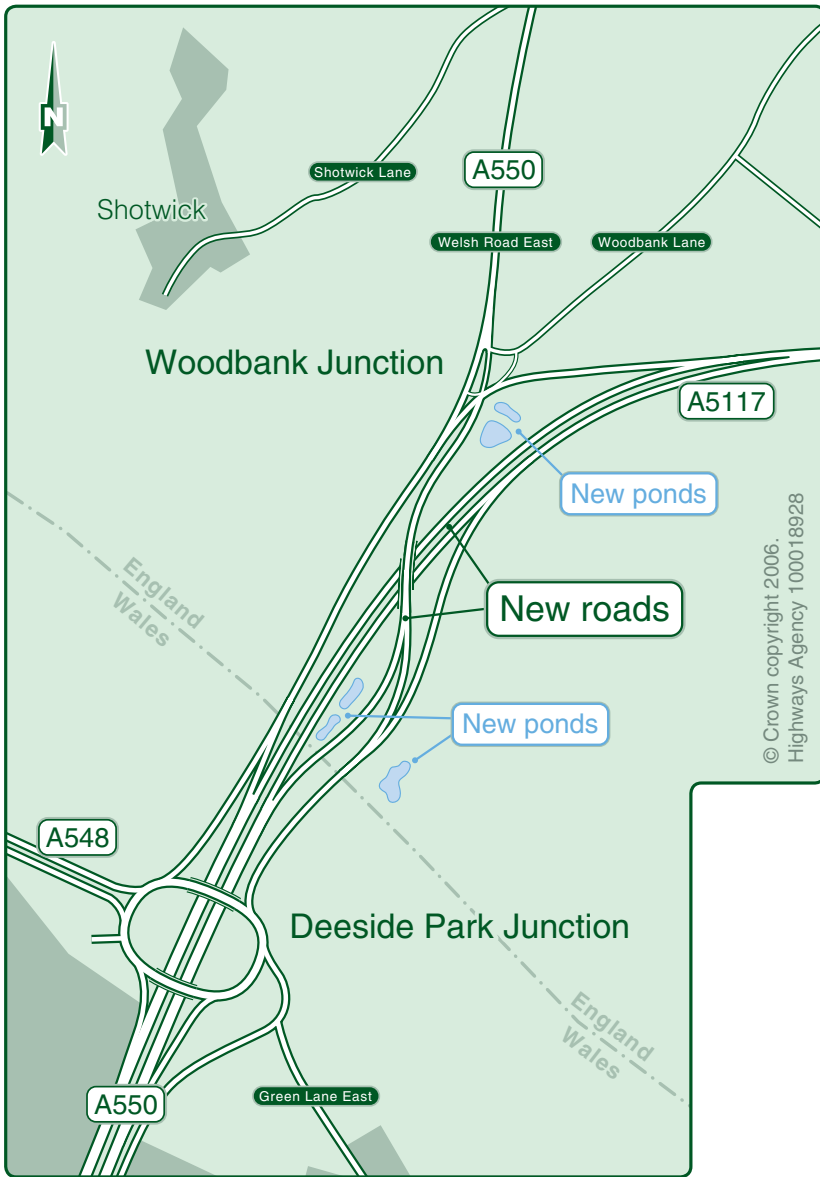 N
Shotwick Lane
A550
Shotwick
Welsh Road East
Woodbank Lane
Woodbank Junction
A5117
New ponds
© Crown copyright 2006.
Highways Agency 100018928
England
Wales
New roads
New ponds
A548
Deeside Park Junction
England
Wales
A550
Green Lane East